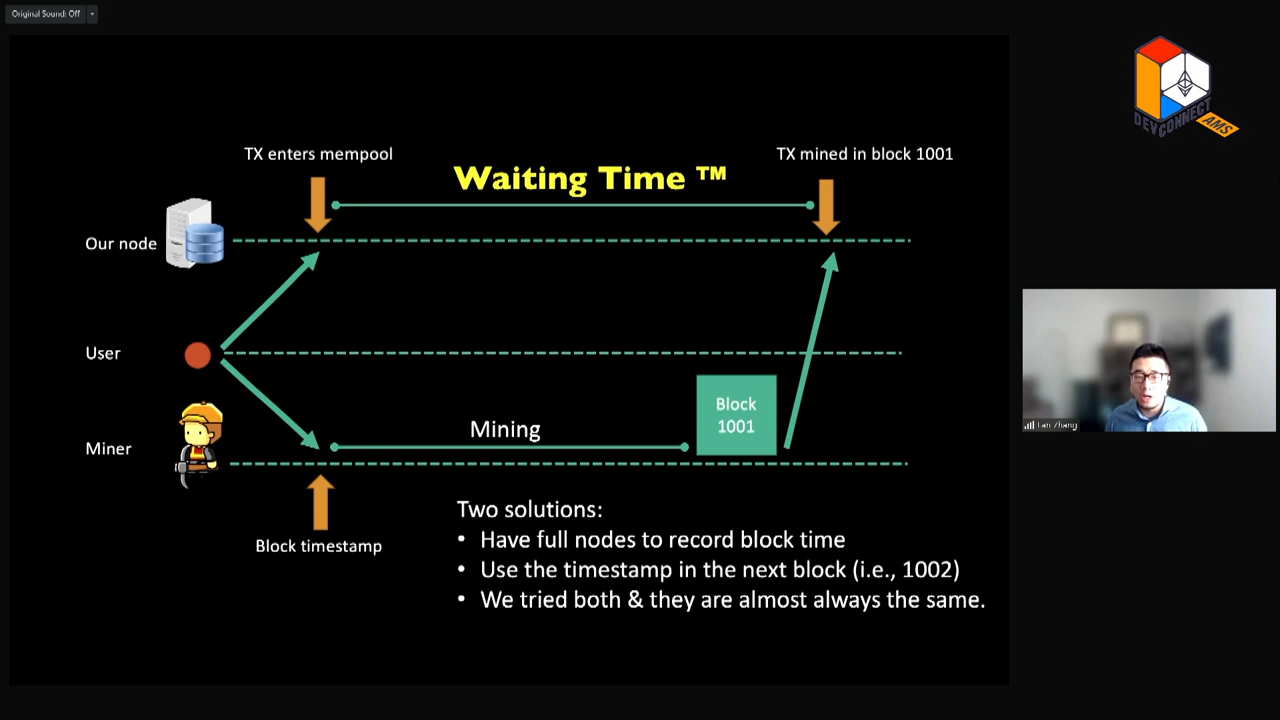 Original Sound: Off
DEVCONNECT
AMS
TX enters mempool
TX mined in block 1001
Waiting Time ™
Our node
User
Block
1001
Mining
Miner
Block timestamp
Two solutions:
• Have full nodes to record block time
• Use the timestamp in the next block (i.e., 1002)
• We tried both & they are almost always the same.
Zhang